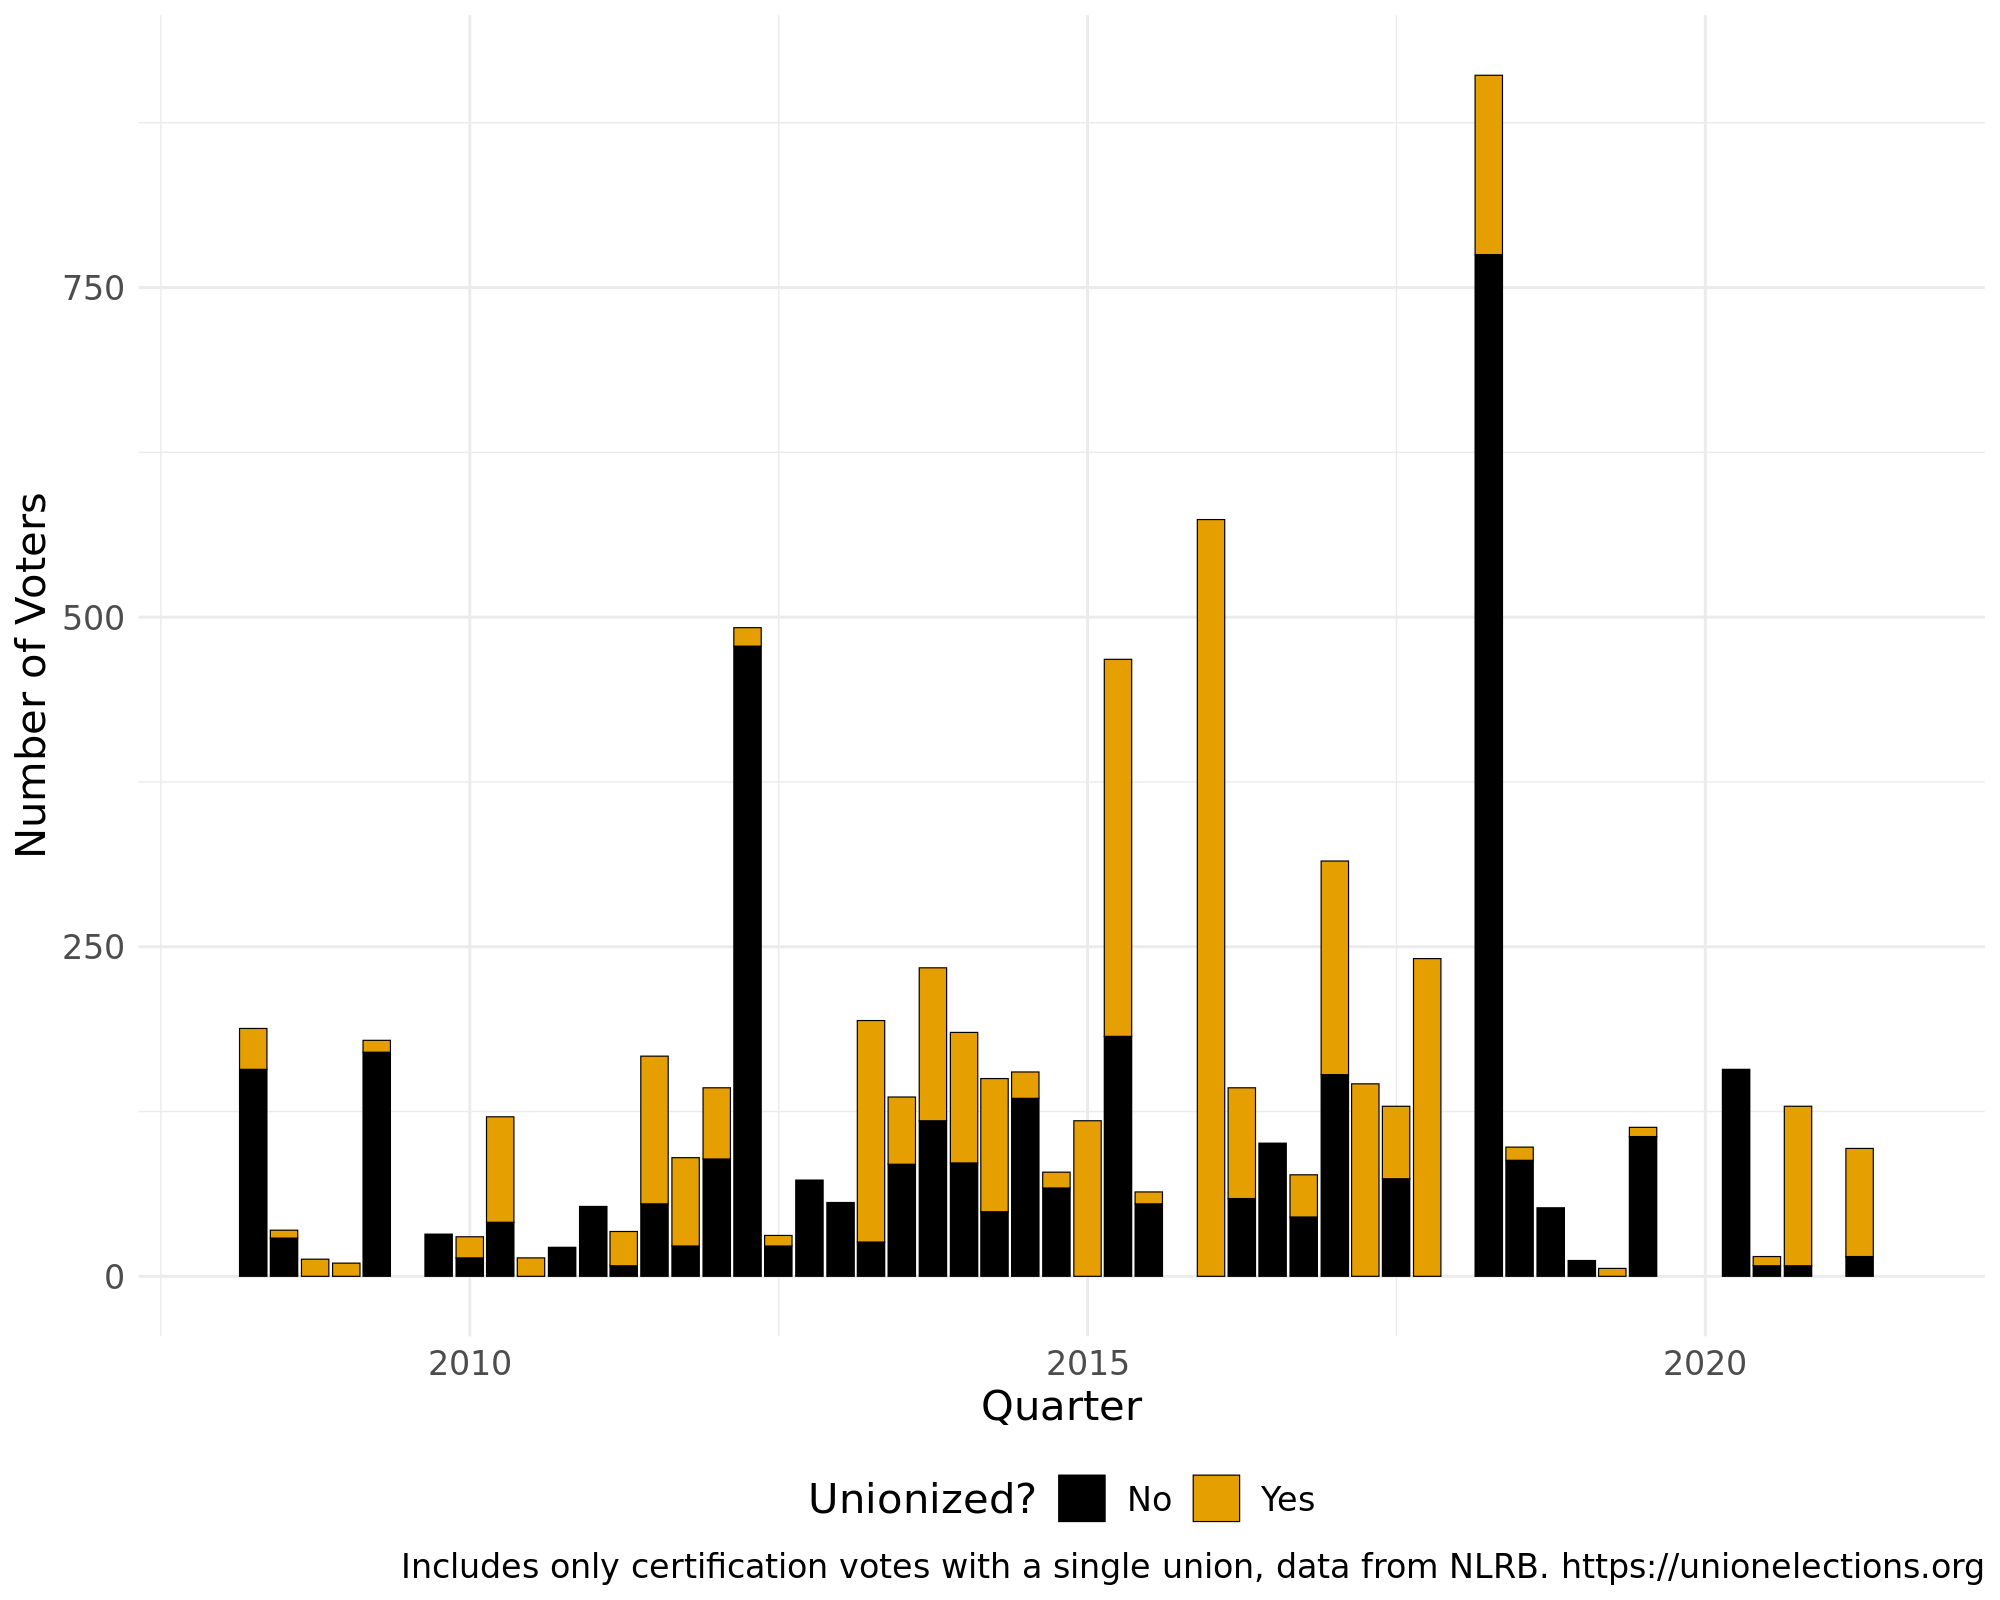 Number of Voters
750
500
250
0
2010 2015 2020
Quarter
Unionized? No Yes
Includes only certification votes with a single union, data from NLRB. https://unionelections.org